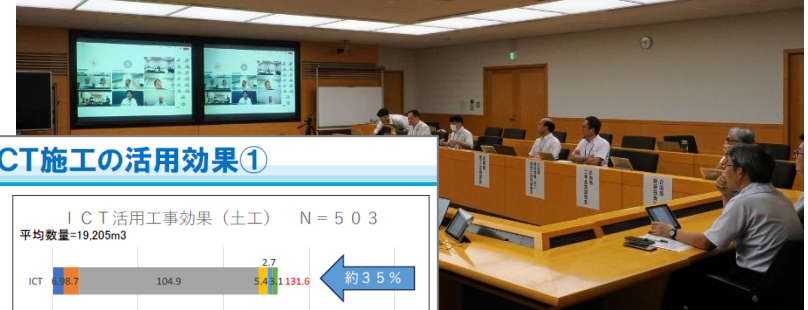 CT施工の活用効果①
ICT活用工事効果（土工） N＝503
平均数量=19,205m3
2.7
ICT 6.9 8.7 104.9 5.4 3.1 131.6
約35％